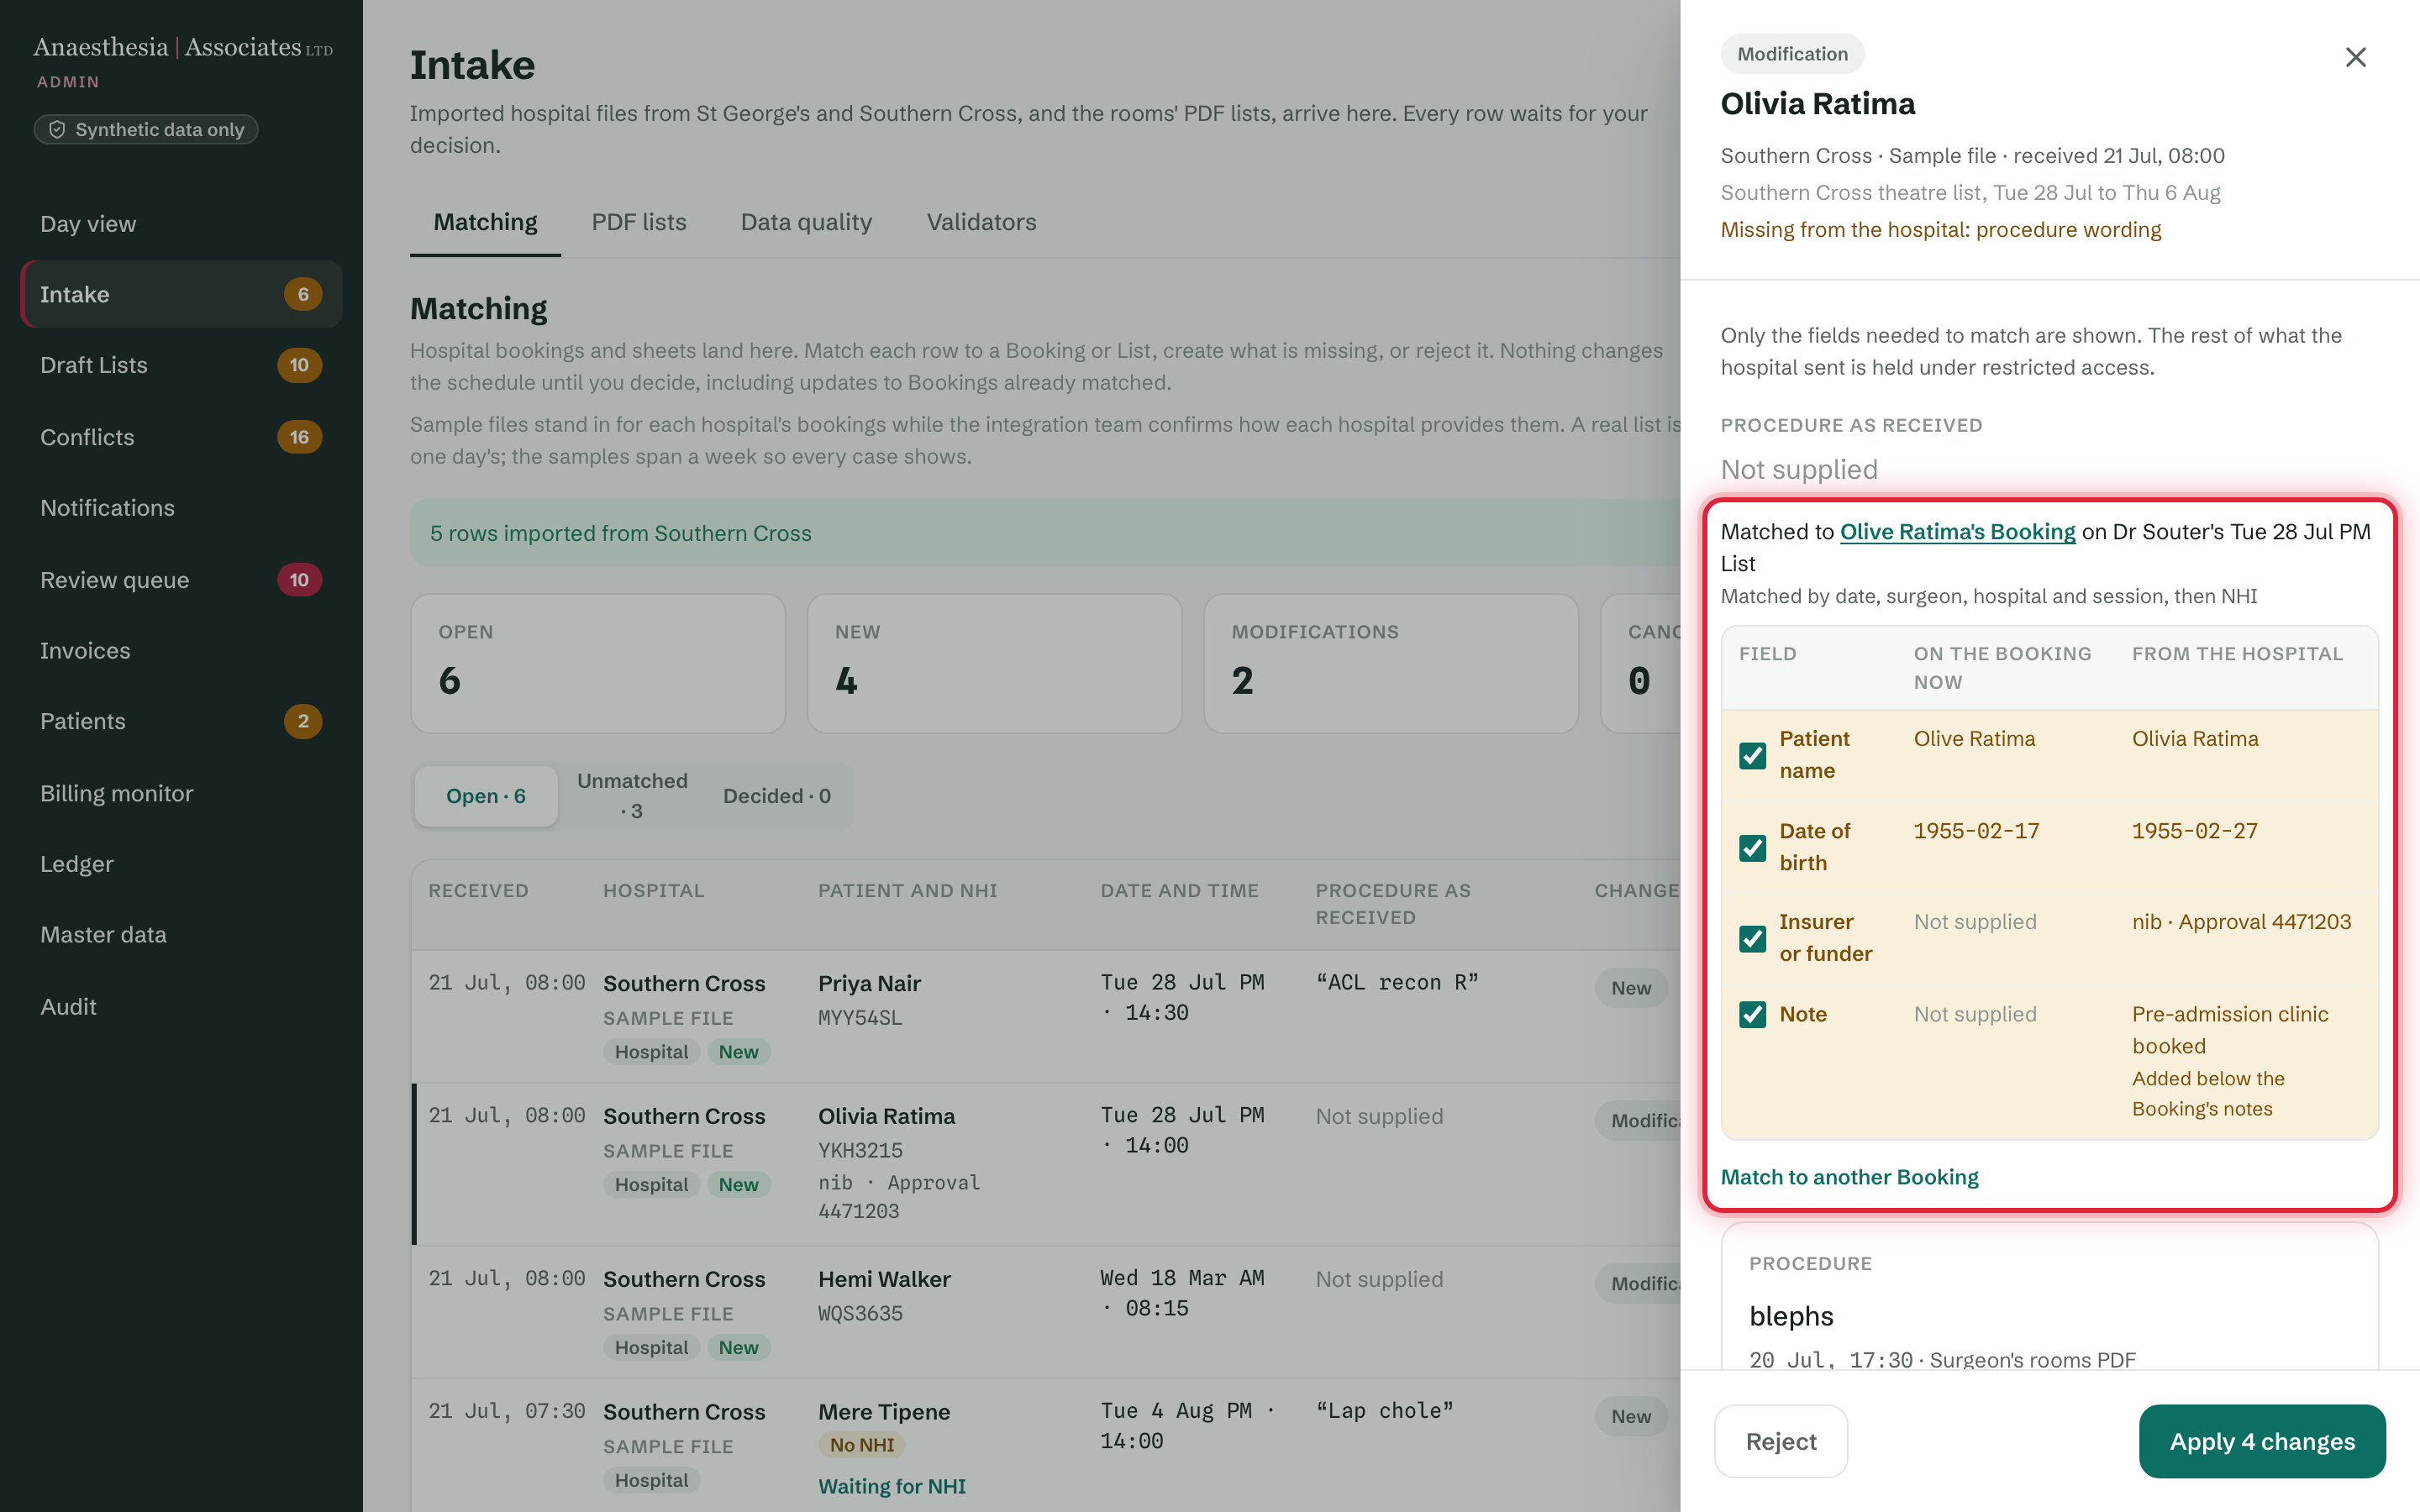 Anaesthesia | Associates LTD
ADMIN
Synthetic data only
Day view
Intake 6
Draft Lists 10
Conflicts 16
Notifications
Review queue 10
Invoices
Patients 2
Billing monitor
Ledger
Master data
Audit
Intake
Imported hospital files from St George's and Southern Cross, and the rooms' PDF lists, arrive here. Every row waits for your
decision.
Matching PDF lists Data quality Validators
Matching
Hospital bookings and sheets land here. Match each row to a Booking or List, create what is missing, or reject it. Nothing changes
the schedule until you decide, including updates to Bookings already matched.
Sample files stand in for each hospital's bookings while the integration team confirms how each hospital provides them. A real list is
one day's; the samples span a week so every case shows.
5 rows imported from Southern Cross
OPEN
6
NEW
4
MODIFICATIONS
2
CANC
0
Open · 6
Unmatched
· 3
Decided · 0
RECEIVED HOSPITAL PATIENT AND NHI DATE AND TIME PROCEDURE AS CHANGE
RECEIVED
21 Jul, 08:00 Southern Cross Priya Nair Tue 28 Jul PM “ACL recon R” New
SAMPLE FILE MYY54SL · 14:30
Hospital New
21 Jul, 08:00 Southern Cross Olivia Ratima Tue 28 Jul PM Not supplied Modifica
SAMPLE FILE YKH3215 · 14:00
Hospital New nib · Approval
4471203
21 Jul, 08:00 Southern Cross Hemi Walker Wed 18 Mar AM Not supplied Modifica
SAMPLE FILE WQS3635 · 08:15
Hospital New
21 Jul, 07:30 Southern Cross Mere Tipene Tue 4 Aug PM · “Lap chole” New
SAMPLE FILE No NHI 14:00
Hospital Waiting for NHI
Modification
Olivia Ratima
Southern Cross · Sample file · received 21 Jul, 08:00
Southern Cross theatre list, Tue 28 Jul to Thu 6 Aug
Missing from the hospital: procedure wording
Only the fields needed to match are shown. The rest of what the
hospital sent is held under restricted access.
PROCEDURE AS RECEIVED
Not supplied
Matched to Olive Ratima's Booking on Dr Souter's Tue 28 Jul PM
List
Matched by date, surgeon, hospital and session, then NHI
FIELD ON THE BOOKING FROM THE HOSPITAL
NOW
Patient Olive Ratima Olivia Ratima
name
Date of 1955-02-17 1955-02-27
birth
Insurer Not supplied nib · Approval 4471203
or funder
Note Not supplied Pre-admission clinic
booked
Added below the
Booking's notes
Match to another Booking
PROCEDURE
blephs
20 Jul, 17:30 · Surgeon's rooms PDF
Reject
Apply 4 changes